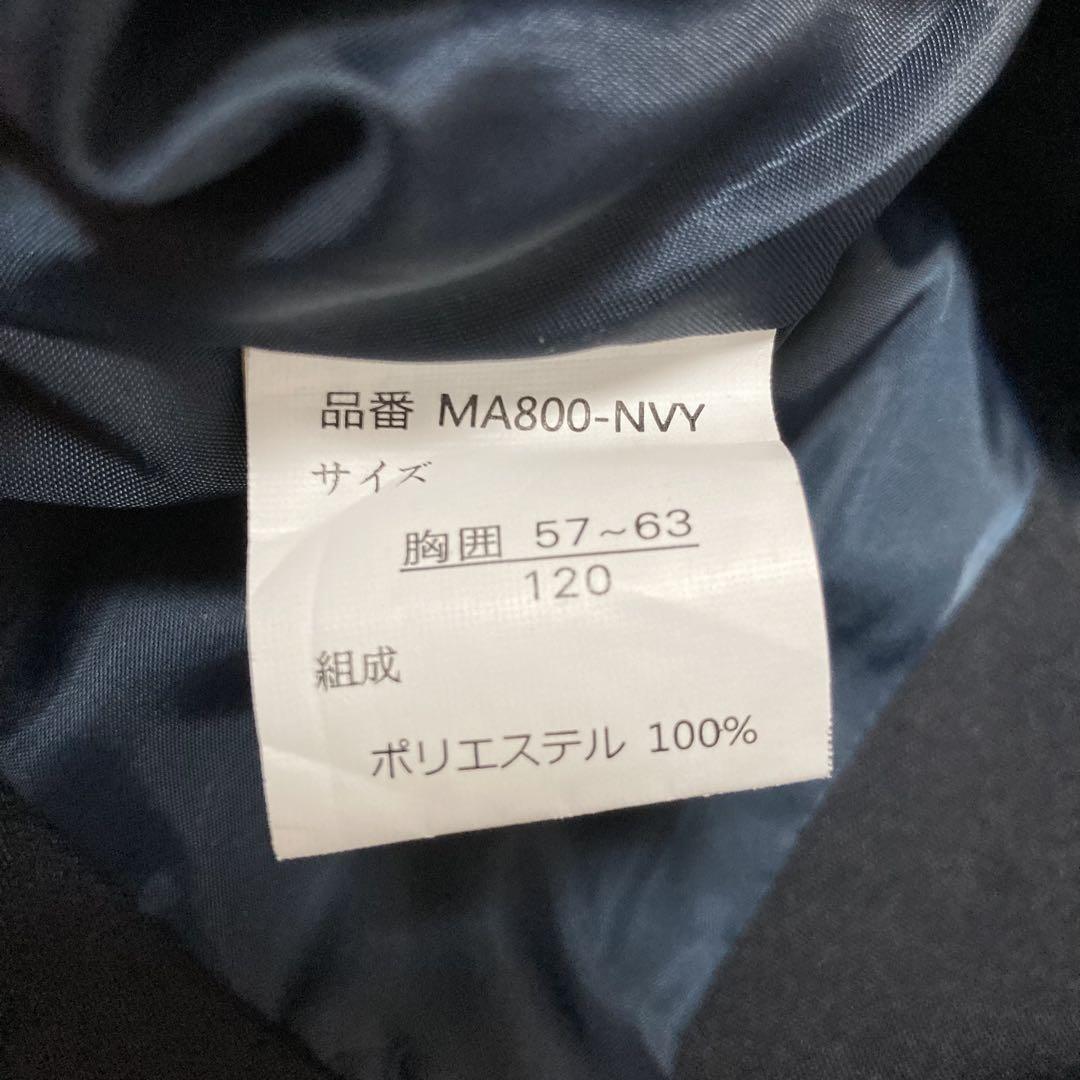 品番 MA800-NVY
サイズ
胸囲 57~63
120
組成
ポリエステル 100%